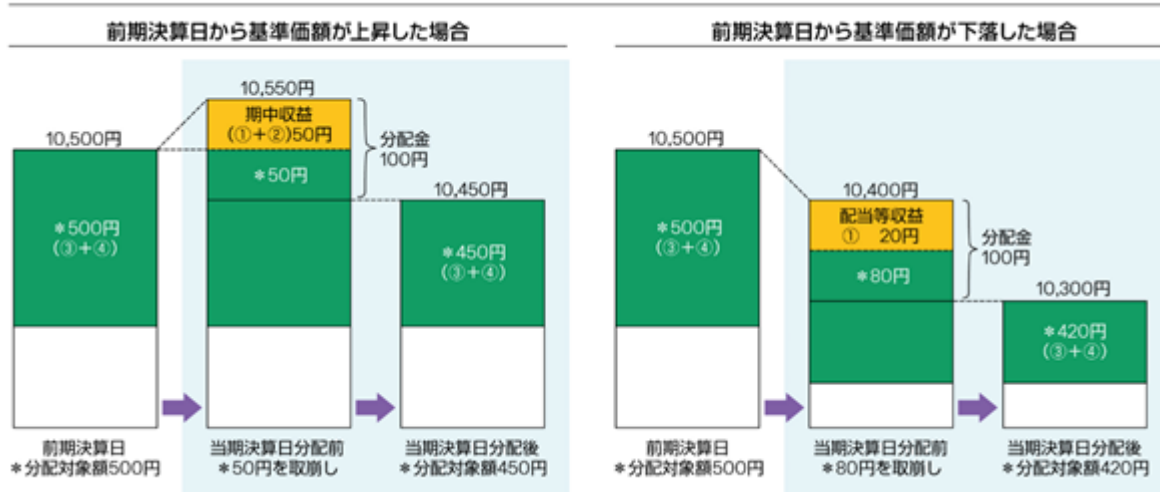 前期決算日から基準価額が上昇した場合
10,550円
期中収益
(①+②)50円
10,500円
分配金
100円
*50円
10,450円
*500円
(③+④)
*450円
(③+④)
前期決算日
*分配対象額500円
当期決算日分配前
*50円を取崩し
当期決算日分配後
*分配対象額450円
前期決算日から基準価額が下落した場合
10,500円
10,400円
配当等収益
① 20円
*500円
(③+④)
分配金
100円
*80円
10,300円
*420円
(③+④)
前期決算日
*分配対象額500円
当期決算日分配前
*80円を取崩し
当期決算日分配後
*分配対象額420円